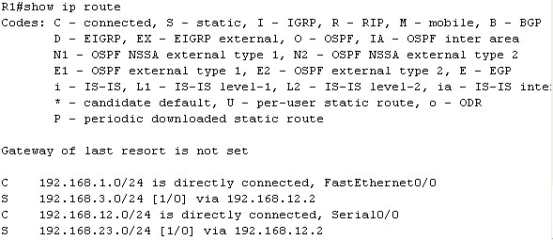 R1#show ip route
Codes: C - connected, S - static, I - IGRP, R - RIP, M - mobile, B - BGP
D - EIGRP, EX - EIGRP external, O - OSPF, IA - OSPF inter area
N1 - OSPF NSSA external type 1, N2 - OSPF NSSA external type 2
E1 - OSPF external type 1, E2 - OSPF external type 2, E - EGP
i - IS-IS, L1 - IS-IS level-1, L2 - IS-IS level-2, ia - IS-IS inte
* - candidate default, U - per-user static route, o - ODR
P - periodic downloaded static route
Gateway of last resort is not set
C 192.168.1.0/24 is directly connected, FastEthernet0/0
S 192.168.3.0/24 [1/0] via 192.168.12.2
C 192.168.12.0/24 is directly connected, Serial0/0
S 192.168.23.0/24 [1/0] via 192.168.12.2